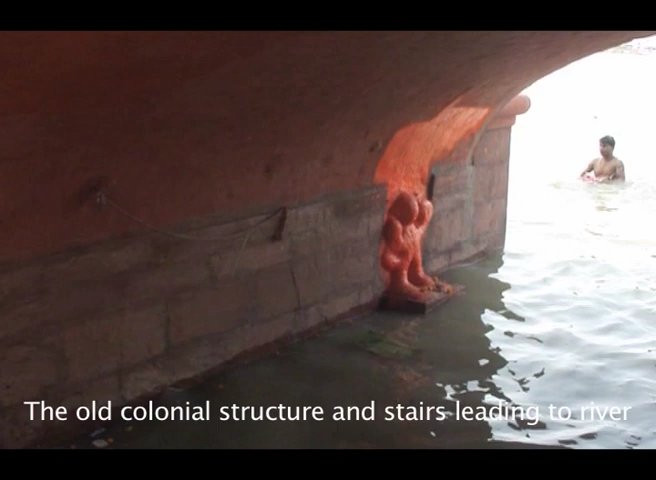 The old colonial structure and stairs leading to river